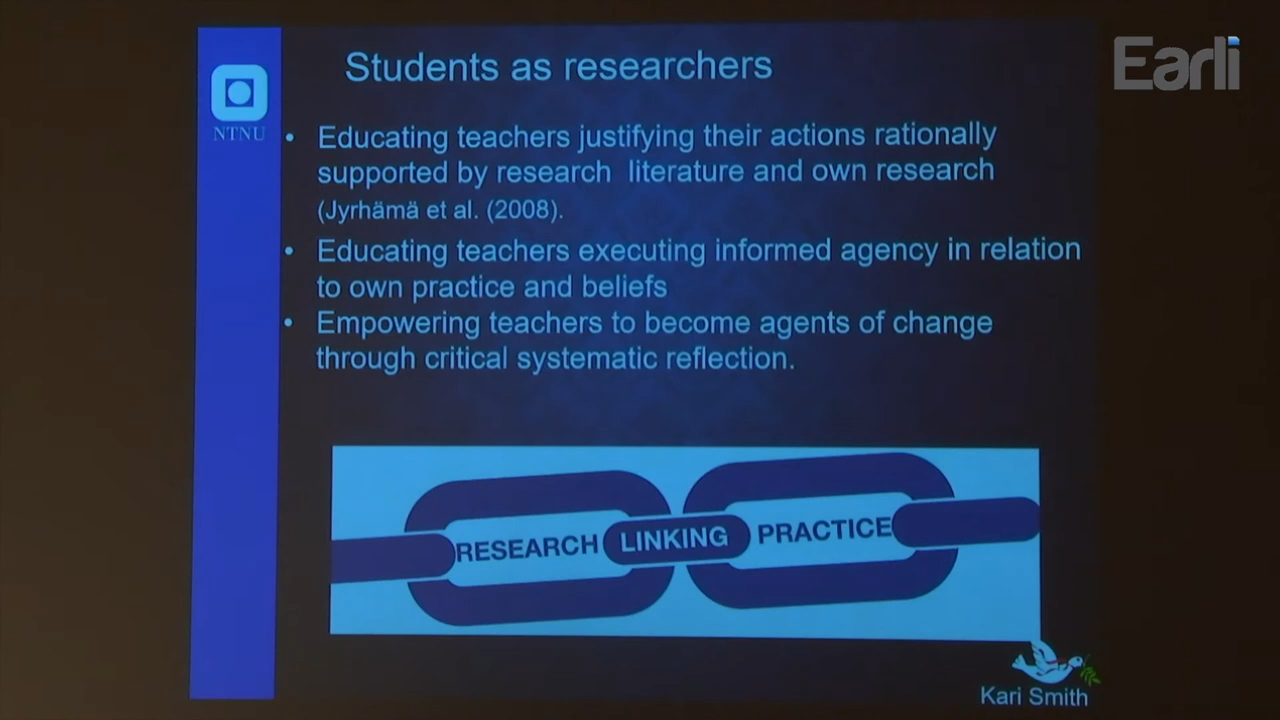 Students as researchers
Earli
NTNU
• Educating teachers justifying their actions rationally
supported by research literature and own research
(Jyrhämä et al. (2008).
• Educating teachers executing informed agency in relation
to own practice and beliefs
• Empowering teachers to become agents of change
through critical systematic reflection.
RESEARCH LINKING PRACTICE
Kari Smith